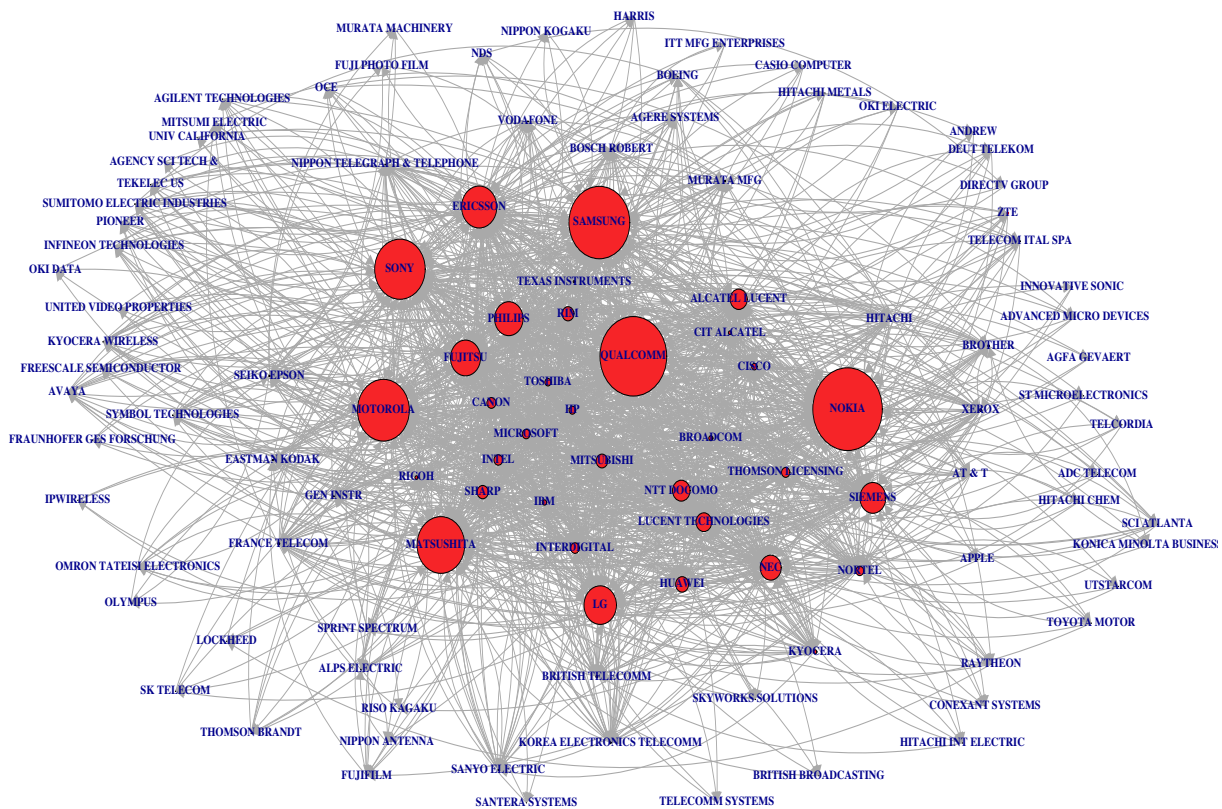 HARRIS
MURATA MACHINERY
NIPPON KOGAKU
ITT MFG ENTERPRISES
NDS
FUJI PHOTO FILM
CASIO COMPUTER
BOEING
OCE
HITACHI METALS
AGILENT TECHNOLOGIES
OKI ELECTRIC
MITSUMI ELECTRIC
VODAFONE
AGERE SYSTEMS
ANDREW
UNIV CALIFORNIA
BOSCH ROBERT
DEUT TELEKOM
AGENCY SCI TECH &
NIPPON TELEGRAPH & TELEPHONE
TEKELEC US
MURATA MFG
DIRECTV GROUP
SUMITOMO ELECTRIC INDUSTRIES
ERICSSON
ZTE
PIONEER
SAMSUNG
TELECOM ITAL SPA
INFINEON TECHNOLOGIES
OKI DATA
SONY
TEXAS INSTRUMENTS
INNOVATIVE SONIC
ALCATEL LUCENT
UNITED VIDEO PROPERTIES
PHILIPS
RIM
HITACHI
ADVANCED MICRO DEVICES
CIT ALCATEL
KYOCERA WIRELESS
BROTHER
FUJITSU
QUALCOMM
AGFA GEVAERT
FREESCALE SEMICONDUCTOR
CISCO
SEIKO EPSON
TOSHIBA
AVAYA
ST MICROELECTRONICS
CANON
MOTOROLA
HP
NOKIA
XEROX
SYMBOL TECHNOLOGIES
TELCORDIA
MICROSOFT
BROADCOM
FRAUNHOFER GES FORSCHUNG
EASTMAN KODAK
INTEL
MITSUBISHI
THOMSON LICENSING
AT & T
ADC TELECOM
RICOH
SHARP
NTT DOCOMO
GEN INSTR
SIEMENS
IPWIRELESS
IBM
HITACHI CHEM
LUCENT TECHNOLOGIES
SCI ATLANTA
FRANCE TELECOM
MATSUSHITA
INTERDIGITAL
KONICA MINOLTA BUSINESS
APPLE
OMRON TATEISI ELECTRONICS
NEC
NORTEL
HUAWEI
UTSTARCOM
OLYMPUS
LG
TOYOTA MOTOR
SPRINT SPECTRUM
LOCKHEED
KYOCERA
RAYTHEON
ALPS ELECTRIC
BRITISH TELECOMM
SK TELECOM
SKYWORKS SOLUTIONS
CONEXANT SYSTEMS
RISO KAGAKU
THOMSON BRANDT
NIPPON ANTENNA
KOREA ELECTRONICS TELECOMM
HITACHI INT ELECTRIC
SANYO ELECTRIC
FUJIFILM
BRITISH BROADCASTING
SANTERA SYSTEMS
TELECOMM SYSTEMS